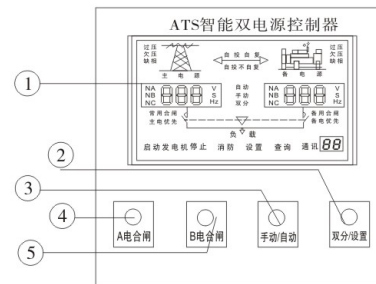 ATS智能双电源控制器
过压 欠压 缺相
自投自复
自投不自复
过压 欠压 缺相
主电源
备电源
NA NB NC 888 V S Hz
自动 手动 双分
NA NB NC 888 V S Hz
常用合闸 主电优先
备用合闸 备电优先
负载
启动发电机停止 消防 设置 查询 通讯 88
①
②
③
④
⑤
A电合闸
B电合闸
手动/自动
双分/设置